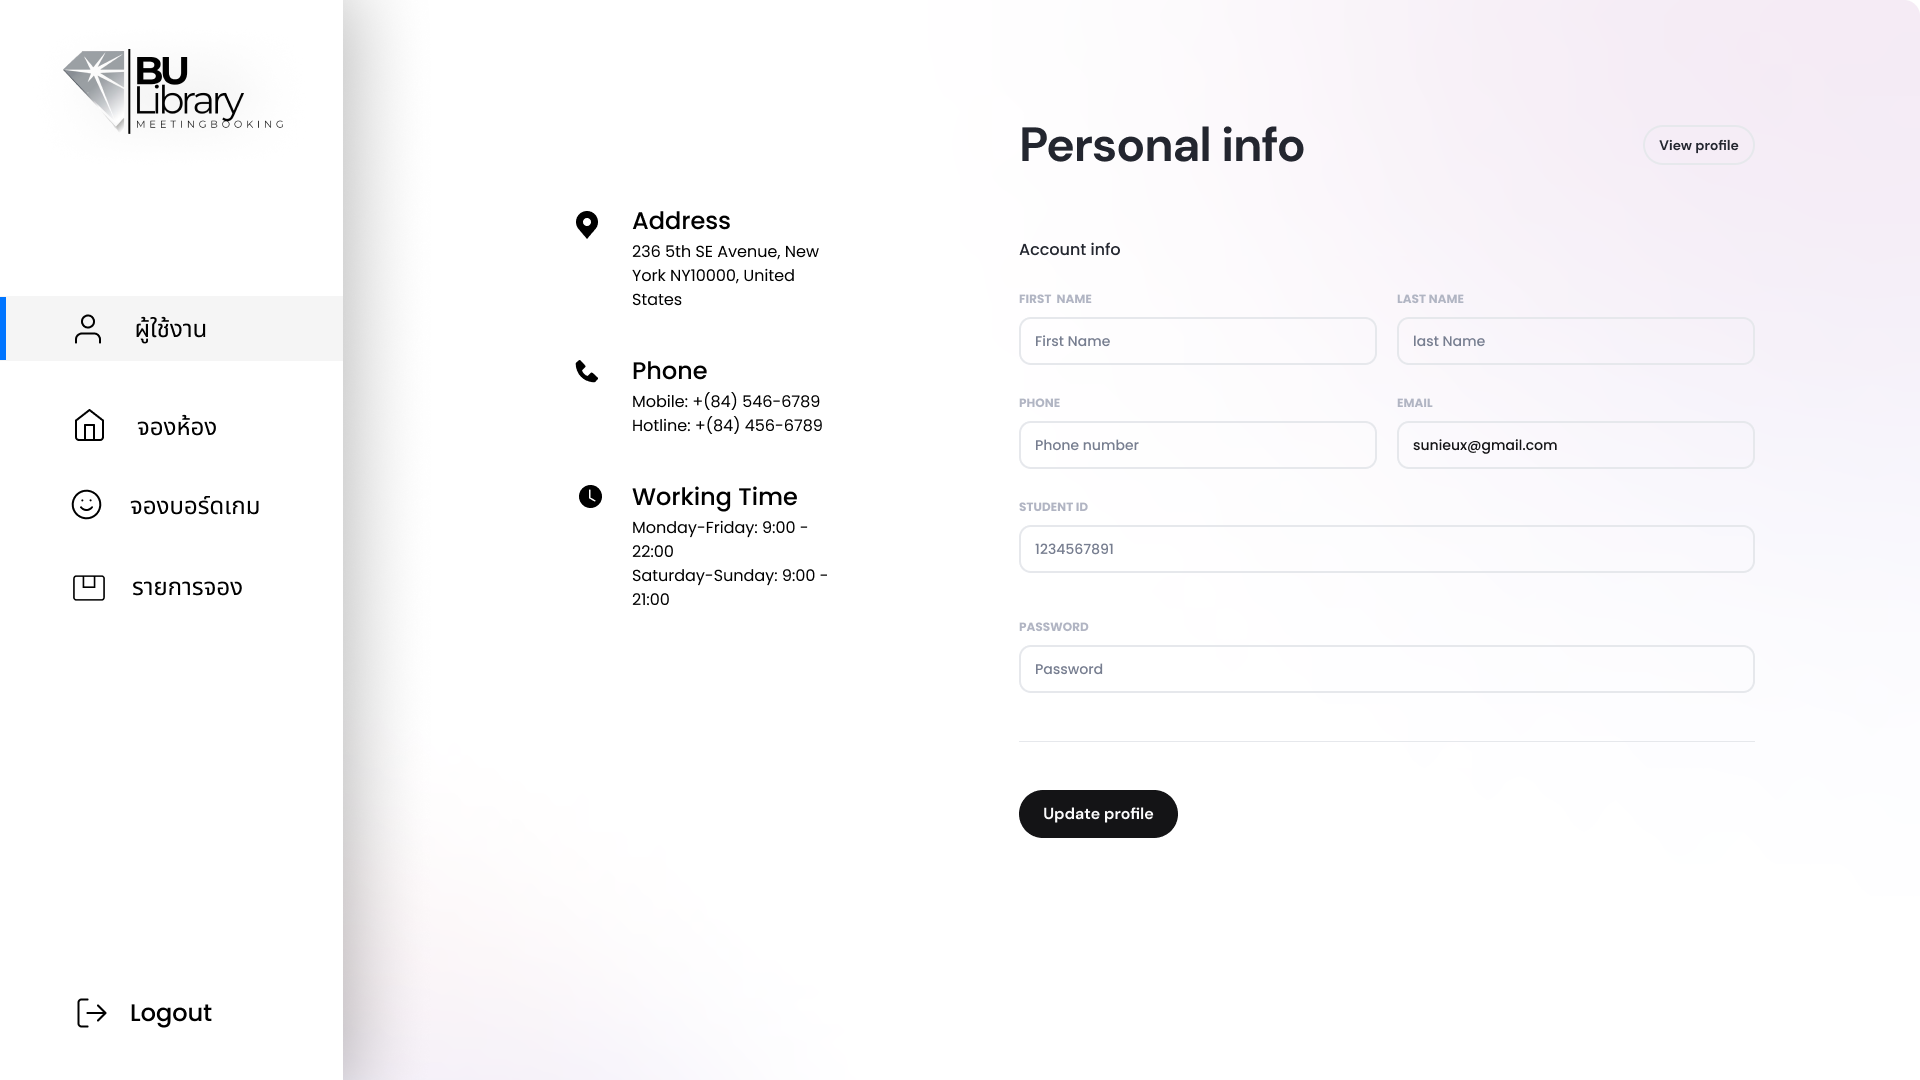 BU
Library
MEETINGBOOKING
ผู้ใช้งาน
จองห้อง
จองบอร์ดเกม
รายการจอง
Logout
Address
236 5th SE Avenue, New
York NY10000, United
States
Phone
Mobile: +(84) 546-6789
Hotline: +(84) 456-6789
Working Time
Monday-Friday: 9:00 -
22:00
Saturday-Sunday: 9:00 -
21:00
Personal info
View profile
Account info
FIRST NAME
LAST NAME
First Name
last Name
PHONE
EMAIL
Phone number
sunieux@gmail.com
STUDENT ID
1234567891
PASSWORD
Password
Update profile